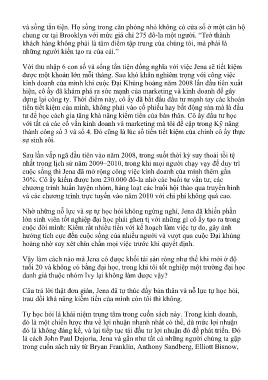 và sống tằn tiện. Họ sống trong căn phòng nhỏ không có cửa sổ ở một căn hộ
chung cư tại Brooklyn với mức giá chỉ 275 đô-la một người. "Trở thành
khách hàng không phải là tâm điểm tập trung của chúng tôi, mà phải là
những người kiến tạo ra của cải."
Với thu nhập 6 con số và sống tằn tiện đồng nghĩa với việc Jena sẽ tiết kiệm
được một khoản lớn mỗi tháng. Sau khó khăn nghiêm trọng với công việc
kinh doanh của mình khi cuộc Đại Khủng hoảng năm 2008 lần đầu tiên xuất
hiện, cô ấy đã khám phá ra sức mạnh của marketing và kinh doanh để gây
dựng lại công ty. Thời điểm này, cô ấy đã bắt đầu đầu tư mạnh tay các khoản
tiền tiết kiệm của mình, không phải vào cổ phiếu hay bất động sản mà là đầu
tư để học cách gia tăng khả năng kiếm tiền của bản thân. Cô ấy đầu tư học
với tất cả các cố vấn kinh doanh và marketing mà tôi đề cập trong Kỹ năng
thành công số 3 và số 4. Đó cũng là lúc số tiền tiết kiệm của chính cô ấy thực
sự sinh sôi.
Sau lần vấp ngã đầu tiên vào năm 2008, trong suốt thời kỳ suy thoái tồi tệ
nhất trong lịch sử năm 2009–2010, trong khi mọi người chạy vạy để duy trì
cuộc sống thì Jena đã mở rộng công việc kinh doanh của mình thêm gần
30%. Cô ấy kiếm được hơn 230.000 đô-la nhờ các buổi tư vấn tư, các
chương trình huấn luyện nhóm, hàng loạt các buổi hội thảo qua truyền hình
và các chương trình trực tuyến vào năm 2010 với chi phí không quá cao.
Nhờ những nỗ lực và sự tự học hỏi không ngừng nghỉ, Jena đã khiến phần
lớn sinh viên tốt nghiệp đại học phải ghen tị với những gì cô ấy tạo ra trong
cuộc đời mình: Kiếm rất nhiều tiền với kế hoạch làm việc tự do, gây ảnh
hưởng tích cực đến cuộc sống của nhiều người và vượt qua cuộc Đại khủng
hoảng nhờ suy xét chín chắn mọi việc trước khi quyết định.
Vậy làm cách nào mà Jena có được khối tài sản ròng như thế khi mới ở độ
tuổi 20 và không có bằng đại học, trong khi tôi tốt nghiệp một trường đại học
danh giá thuộc nhóm Ivy lại không làm được vậy?
Câu trả lời thật đơn giản, Jena đã tự thúc đẩy bản thân và nỗ lực tự học hỏi,
trau dồi khả năng kiếm tiền của mình còn tôi thì không.
Tự học hỏi là khái niệm trung tâm trong cuốn sách này. Trong kinh doanh,
đó là một chiến lược thu về lợi nhuận nhanh nhất có thể, dù mức lợi nhuận
đó là không đáng kể, và lại tiếp tục tái đầu tư lợi nhuận đó để phát triển. Đó
là cách John Paul Dejoria, Jena và gần như tất cả những người chúng ta gặp
trong cuốn sách này từ Bryan Franklin, Anthony Sandberg, Elliott Bisnow,